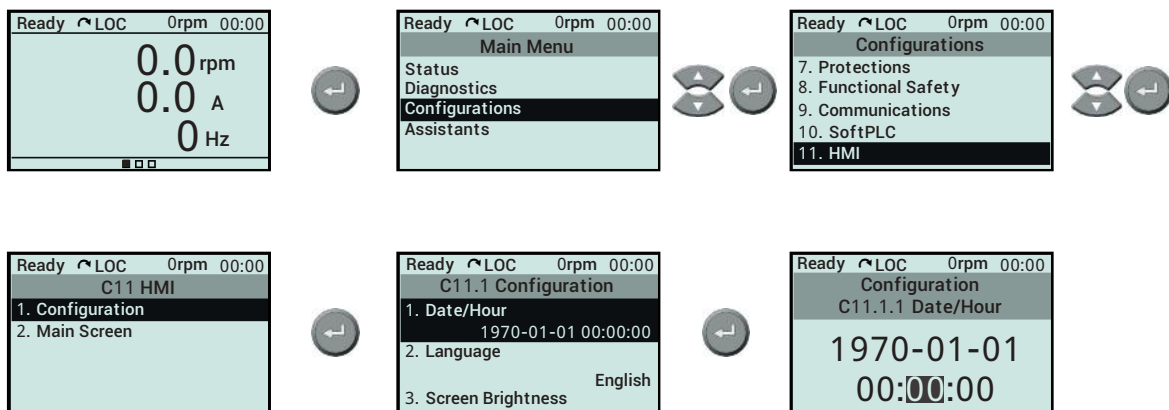 Ready LOC 0rpm 00:00
0.0 rpm
0.0 A
0 Hz
Ready LOC 0rpm 00:00
Main Menu
Status
Diagnostics
Configurations
Assistants
Ready LOC 0rpm 00:00
Configurations
7. Protections
8. Functional Safety
9. Communications
10. SoftPLC
11. HMI
Ready LOC 0rpm 00:00
C11 HMI
1. Configuration
2. Main Screen
Ready LOC 0rpm 00:00
C11.1 Configuration
1. Date/Hour
1970-01-01 00:00:00
2. Language
English
3. Screen Brightness
Ready LOC 0rpm 00:00
Configuration
C11.1.1 Date/Hour
1970-01-01
00:00:00